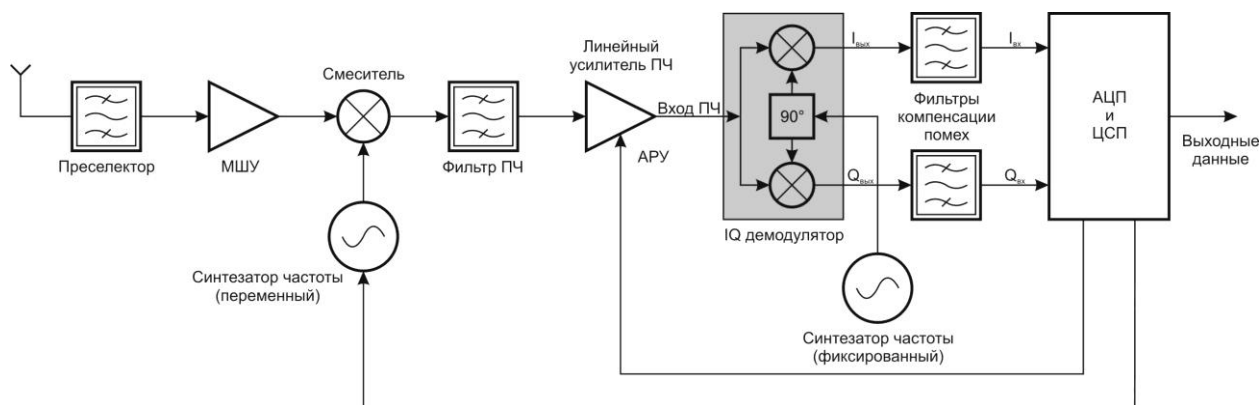 Преселектор
МШУ
Смеситель
Фильтр ПЧ
Линейный
усилитель ПЧ
АРУ
Вход ПЧ
90°
IQ демодулятор
Iвых
Qвых
Фильтры
компенсации
помех
Iвх
Qвх
АЦП
и
ЦСП
Выходные
данные
Синтезатор частоты
(переменный)
Синтезатор частоты
(фиксированный)